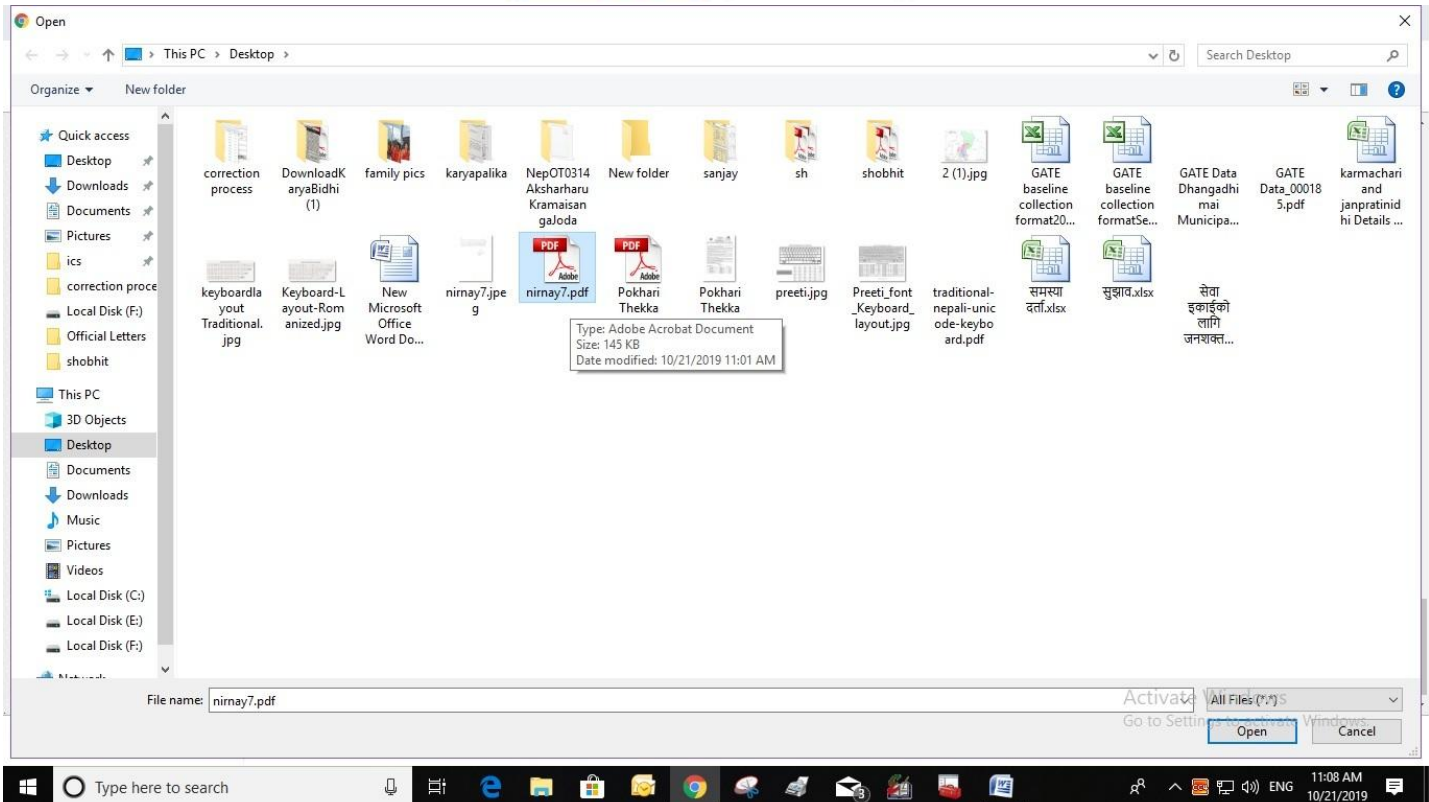 Open
This PC > Desktop >
Search Desktop
Organize
New folder
Quick access
Desktop
Downloads
Documents
Pictures
ics
correction proce
Local Disk (F:)
Official Letters
shobhit
This PC
3D Objects
Desktop
Documents
Downloads
Music
Pictures
Videos
Local Disk (C:)
Local Disk (E:)
Local Disk (F:)
correction
process
DownloadK
aryaBidhi
(1)
family pics
karyapalika
NepOT0314
Aksharharu
Kramaisan
gaJoda
New folder
sanjay
sh
shobhit
2 (1).jpg
GATE
baseline
collection
format20...
GATE
baseline
collection
formatSe...
GATE Data
Dhangadhi
mai
Municipa...
GATE
Data_00018
5.pdf
karmachari
and
janpratinid
hi Details ...
keyboardla
yout
Traditional.
jpg
Keyboard-L
ayout-Rom
anized.jpg
New
Microsoft
Office
Word Do...
nirnay7.jpe
g
PDF
Adobe
nirnay7.pdf
PDF
Adobe
Pokhari
Thekka
Pokhari
Thekka
preeti.jpg
Preeti_font
_Keyboard_
layout.jpg
traditional-
nepali-unic
ode-keybo
ard.pdf
समस्या
दर्ता.xlsx
सुझाव.xlsx
सेवा
इकाईको
लागि
जनशक्त...
Type: Adobe Acrobat Document
Size: 145 KB
Date modified: 10/21/2019 11:01 AM
File name: nirnay7.pdf
All Files (*.*)
Activate Windows
Go to Settings to activate Windows.
Open
Cancel
Type here to search
ENG
11:08 AM
10/21/2019